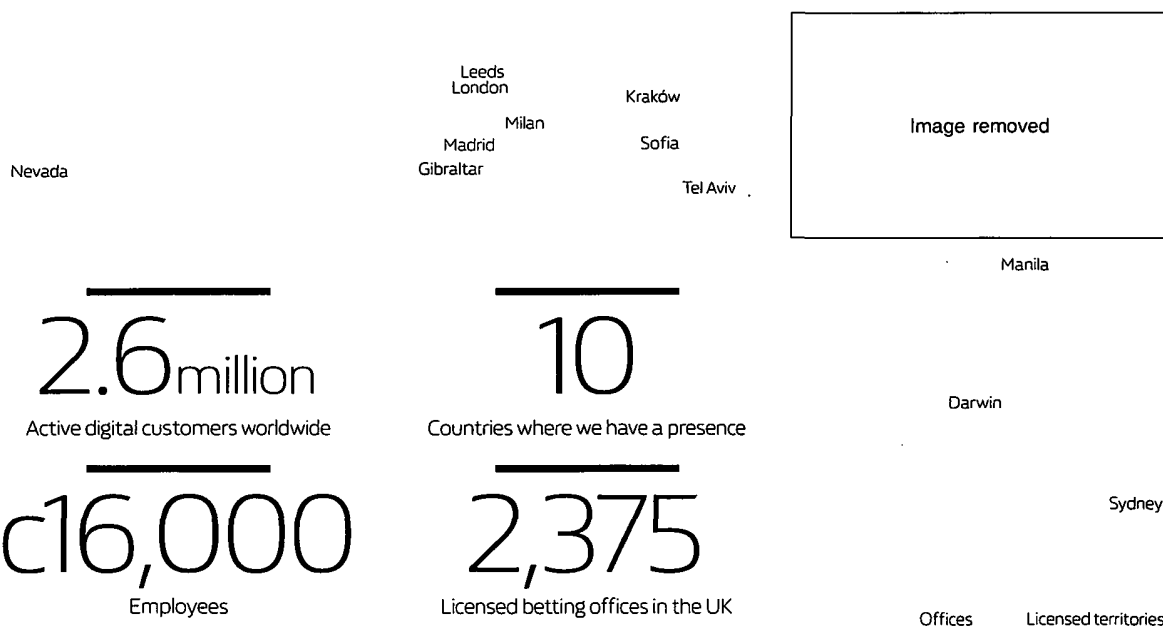 Leeds
London
Kraków
Milan
Image removed
Madrid
Sofia
Nevada
Gibraltar
Tel Aviv
Manila
2.6 million
Active digital customers worldwide
10
Countries where we have a presence
Darwin
c16,000
Employees
2,375
Licensed betting offices in the UK
Sydney
Offices
Licensed territories